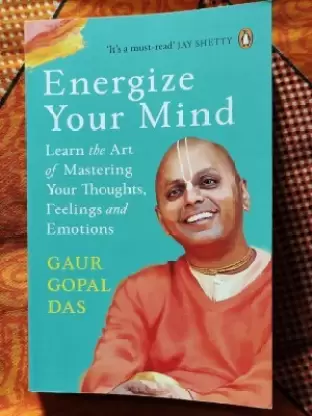 'It's a must-read' JAY SHETTY
Energize
Your Mind
Learn the Art
of Mastering
Your Thoughts,
Feelings and
Emotions
GAUR
GOPAL
DAS